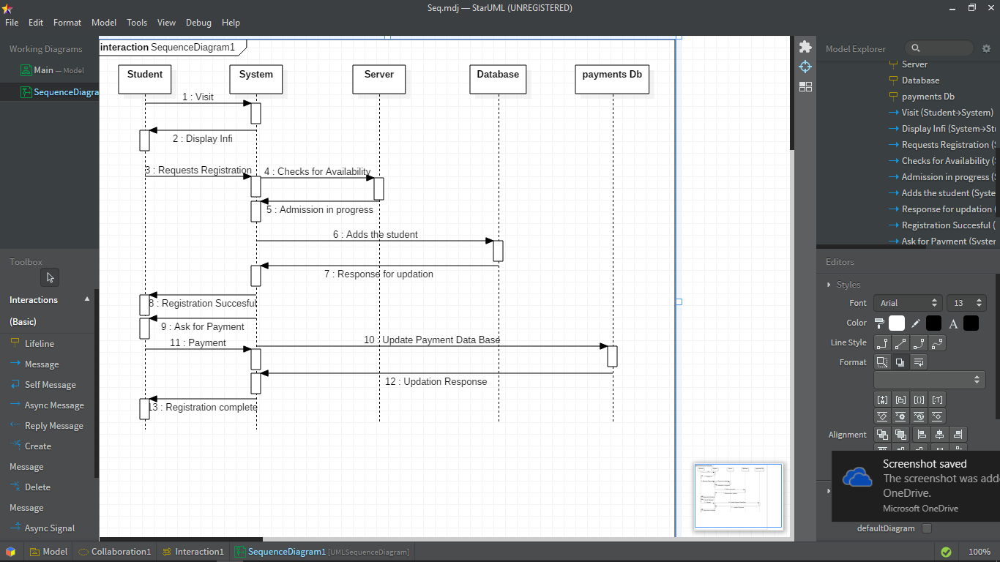 Seq.mdj — StarUML (UNREGISTERED)
File Edit Format Model Tools View Debug Help
Working Diagrams
Main — Model
SequenceDiagra
Toolbox
Interactions
(Basic)
Lifeline
Message
Self Message
Async Message
Reply Message
Create
Message
Delete
Message
Async Signal
interaction SequenceDiagram1
Student System Server Database payments Db
1 : Visit
2 : Display Infi
3 : Requests Registration
4 : Checks for Availability
5 : Admission in progress
6 : Adds the student
7 : Response for updation
8 : Registration Succesful
9 : Ask for Payment
11 : Payment
10 : Update Payment Data Base
12 : Updation Response
13 : Registration complete
Model Explorer
Server
Database
payments Db
Visit (Student→System)
Display Infi (System→Stu
Requests Registration (S
Checks for Availability (
Admission in progress (S
Adds the student (Syste
Response for updation (
Registration Succesful (
Ask for Payment (System
Editors
Styles
Font Arial 13
Color A
Line Style
Format
Alignment
Screenshot saved
The screenshot was adde
OneDrive.
Microsoft OneDrive
defaultDiagram
Model Collaboration1 Interaction1 SequenceDiagram1 [UMLSequenceDiagram] 100%